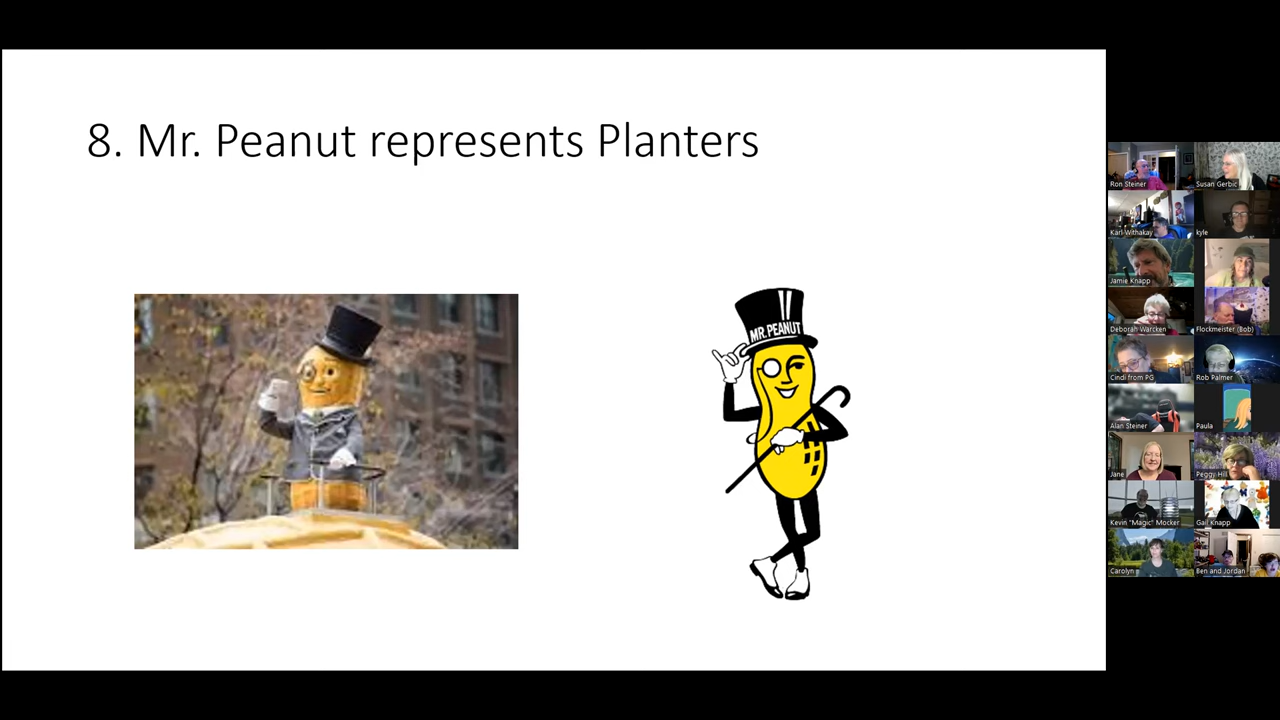 8. Mr. Peanut represents Planters
MR. PEANUT
Ron Steiner
Susan Gerbic
Karl Withakay
kyle
Jamie Knapp
Deborah Warcken
Flockmeister (Bob)
Cindi from PG
Rob Palmer
Alan Steiner
Paula
Jane
Peggy Hill
Kevin "Magic" Mocker
Gail Knapp
Carolyn
Ben and Jordan